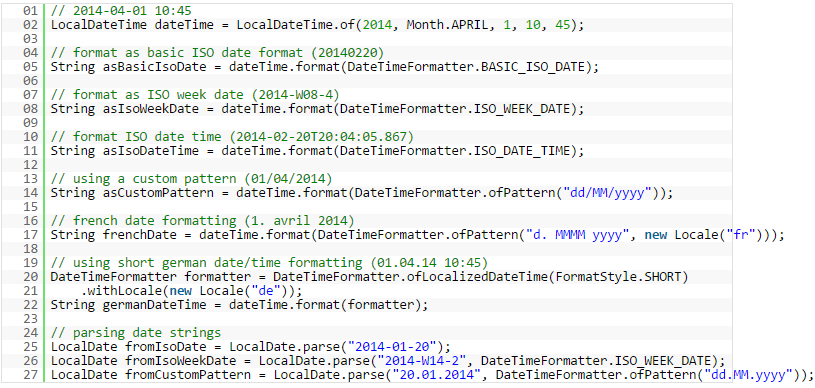 01 // 2014-04-01 10:45
02 LocalDateTime dateTime = LocalDateTime.of(2014, Month.APRIL, 1, 10, 45);
03
04 // format as basic ISO date format (20140220)
05 String asBasicIsoDate = dateTime.format(DateTimeFormatter.BASIC_ISO_DATE);
06
07 // format as ISO week date (2014-W08-4)
08 String asIsoWeekDate = dateTime.format(DateTimeFormatter.ISO_WEEK_DATE);
09
10 // format ISO date time (2014-02-20T20:04:05.867)
11 String asIsoDateTime = dateTime.format(DateTimeFormatter.ISO_DATE_TIME);
12
13 // using a custom pattern (01/04/2014)
14 String asCustomPattern = dateTime.format(DateTimeFormatter.ofPattern("dd/MM/yyyy"));
15
16 // french date formatting (1. avril 2014)
17 String frenchDate = dateTime.format(DateTimeFormatter.ofPattern("d. MMMM yyyy", new Locale("fr")));
18
19 // using short german date/time formatting (01.04.14 10:45)
20 DateTimeFormatter formatter = DateTimeFormatter.ofLocalizedDateTime(FormatStyle.SHORT)
21     .withLocale(new Locale("de"));
22 String germanDateTime = dateTime.format(formatter);
23
24 // parsing date strings
25 LocalDate fromIsoDate = LocalDate.parse("2014-01-20");
26 LocalDate fromIsoWeekDate = LocalDate.parse("2014-W14-2", DateTimeFormatter.ISO_WEEK_DATE);
27 LocalDate fromCustomPattern = LocalDate.parse("20.01.2014", DateTimeFormatter.ofPattern("dd.MM.yyyy"));